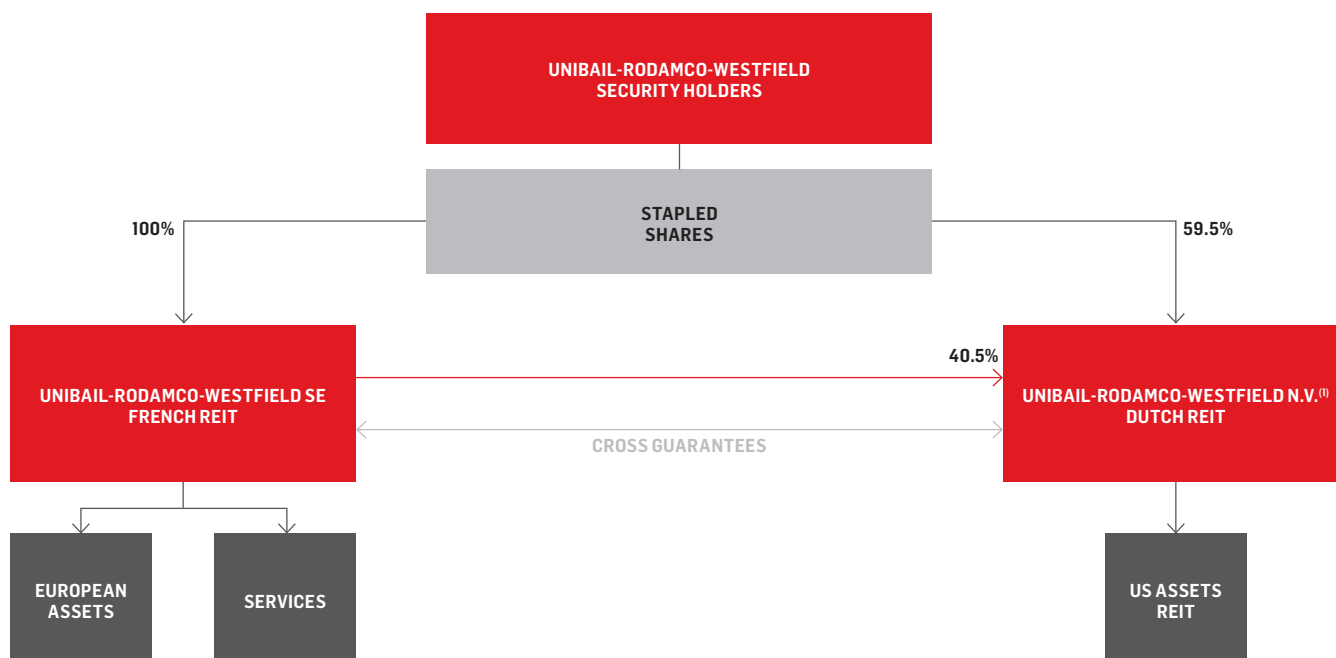 UNIBAIL-RODAMCO-WESTFIELD
SECURITY HOLDERS
STAPLED
SHARES
100%
59.5%
40.5%
UNIBAIL-RODAMCO-WESTFIELD SE
FRENCH REIT
UNIBAIL-RODAMCO-WESTFIELD N.V.(1)
DUTCH REIT
CROSS GUARANTEES
EUROPEAN
ASSETS
SERVICES
US ASSETS
REIT